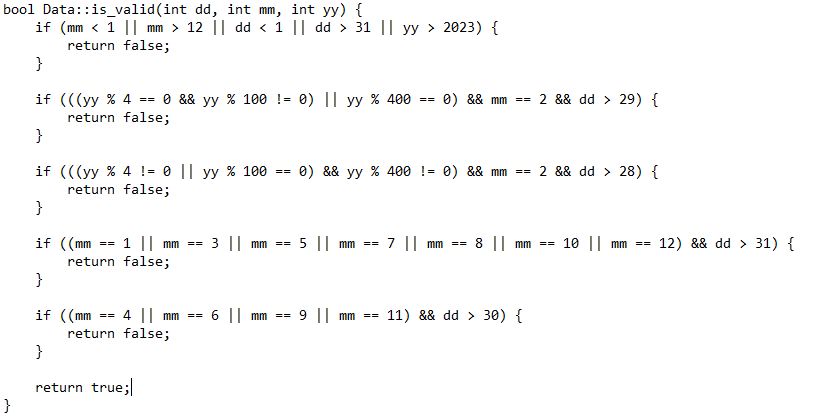 bool Data::is_valid(int dd, int mm, int yy) {
    if (mm < 1 || mm > 12 || dd < 1 || dd > 31 || yy > 2023) {
        return false;
    }

    if (((yy % 4 == 0 && yy % 100 != 0) || yy % 400 == 0) && mm == 2 && dd > 29) {
        return false;
    }

    if (((yy % 4 != 0 || yy % 100 == 0) && yy % 400 != 0) && mm == 2 && dd > 28) {
        return false;
    }

    if ((mm == 1 || mm == 3 || mm == 5 || mm == 7 || mm == 8 || mm == 10 || mm == 12) && dd > 31) {
        return false;
    }

    if ((mm == 4 || mm == 6 || mm == 9 || mm == 11) && dd > 30) {
        return false;
    }

    return true;
}